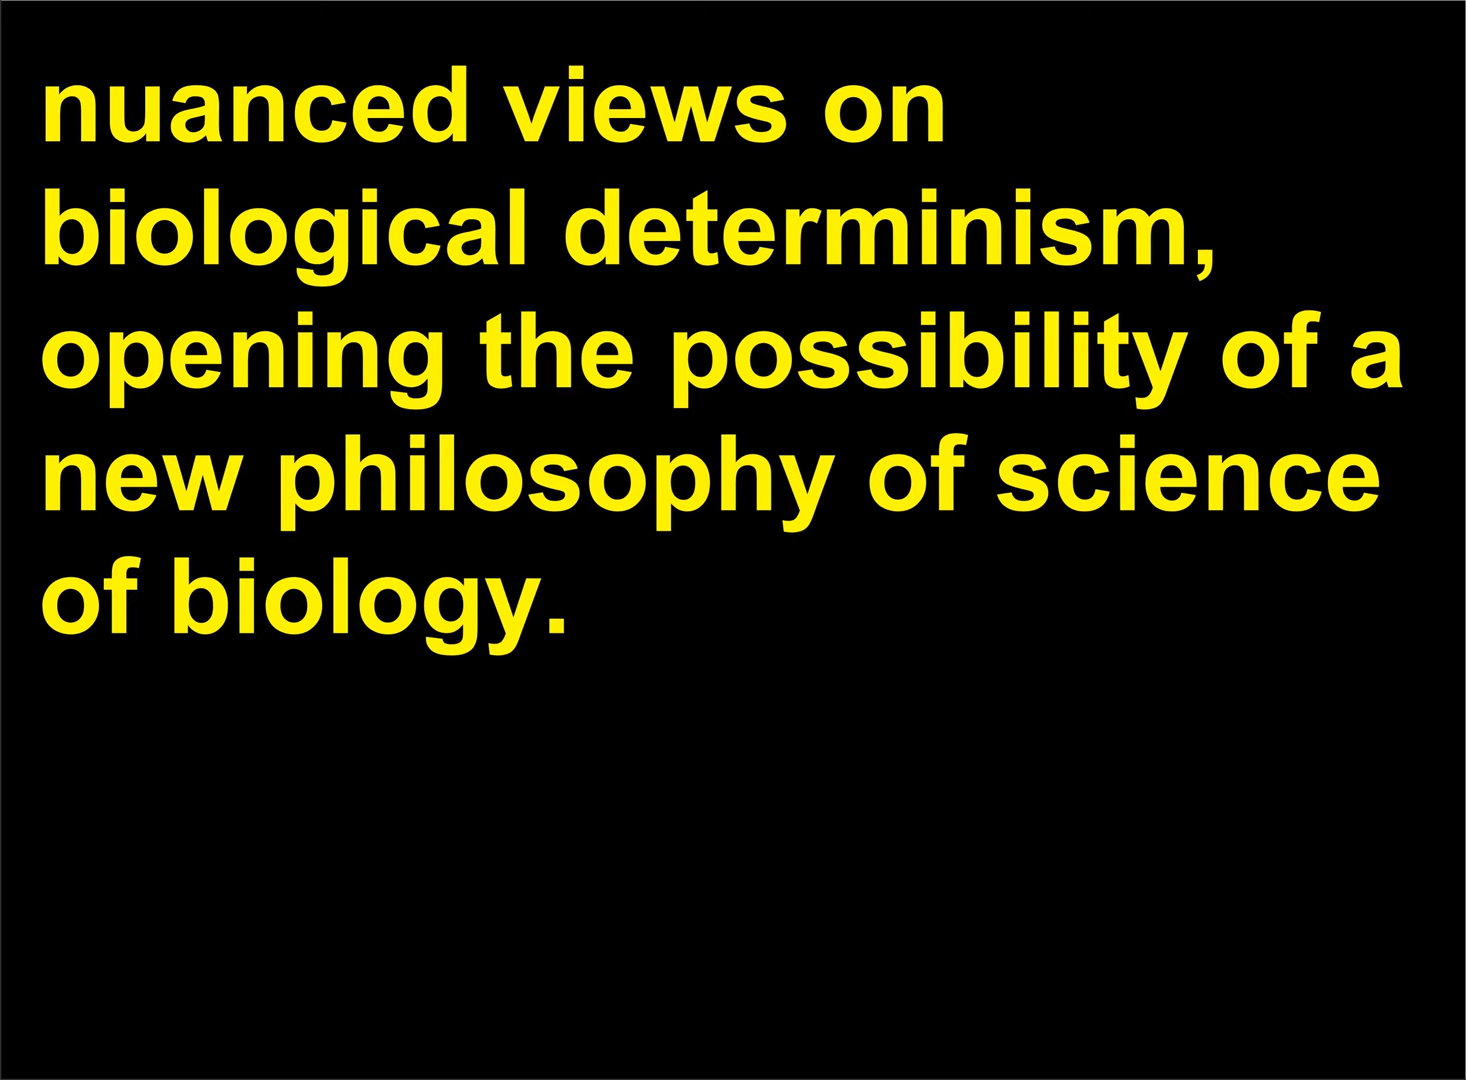 nuanced views on
biological determinism,
opening the possibility of a
new philosophy of science
of biology.